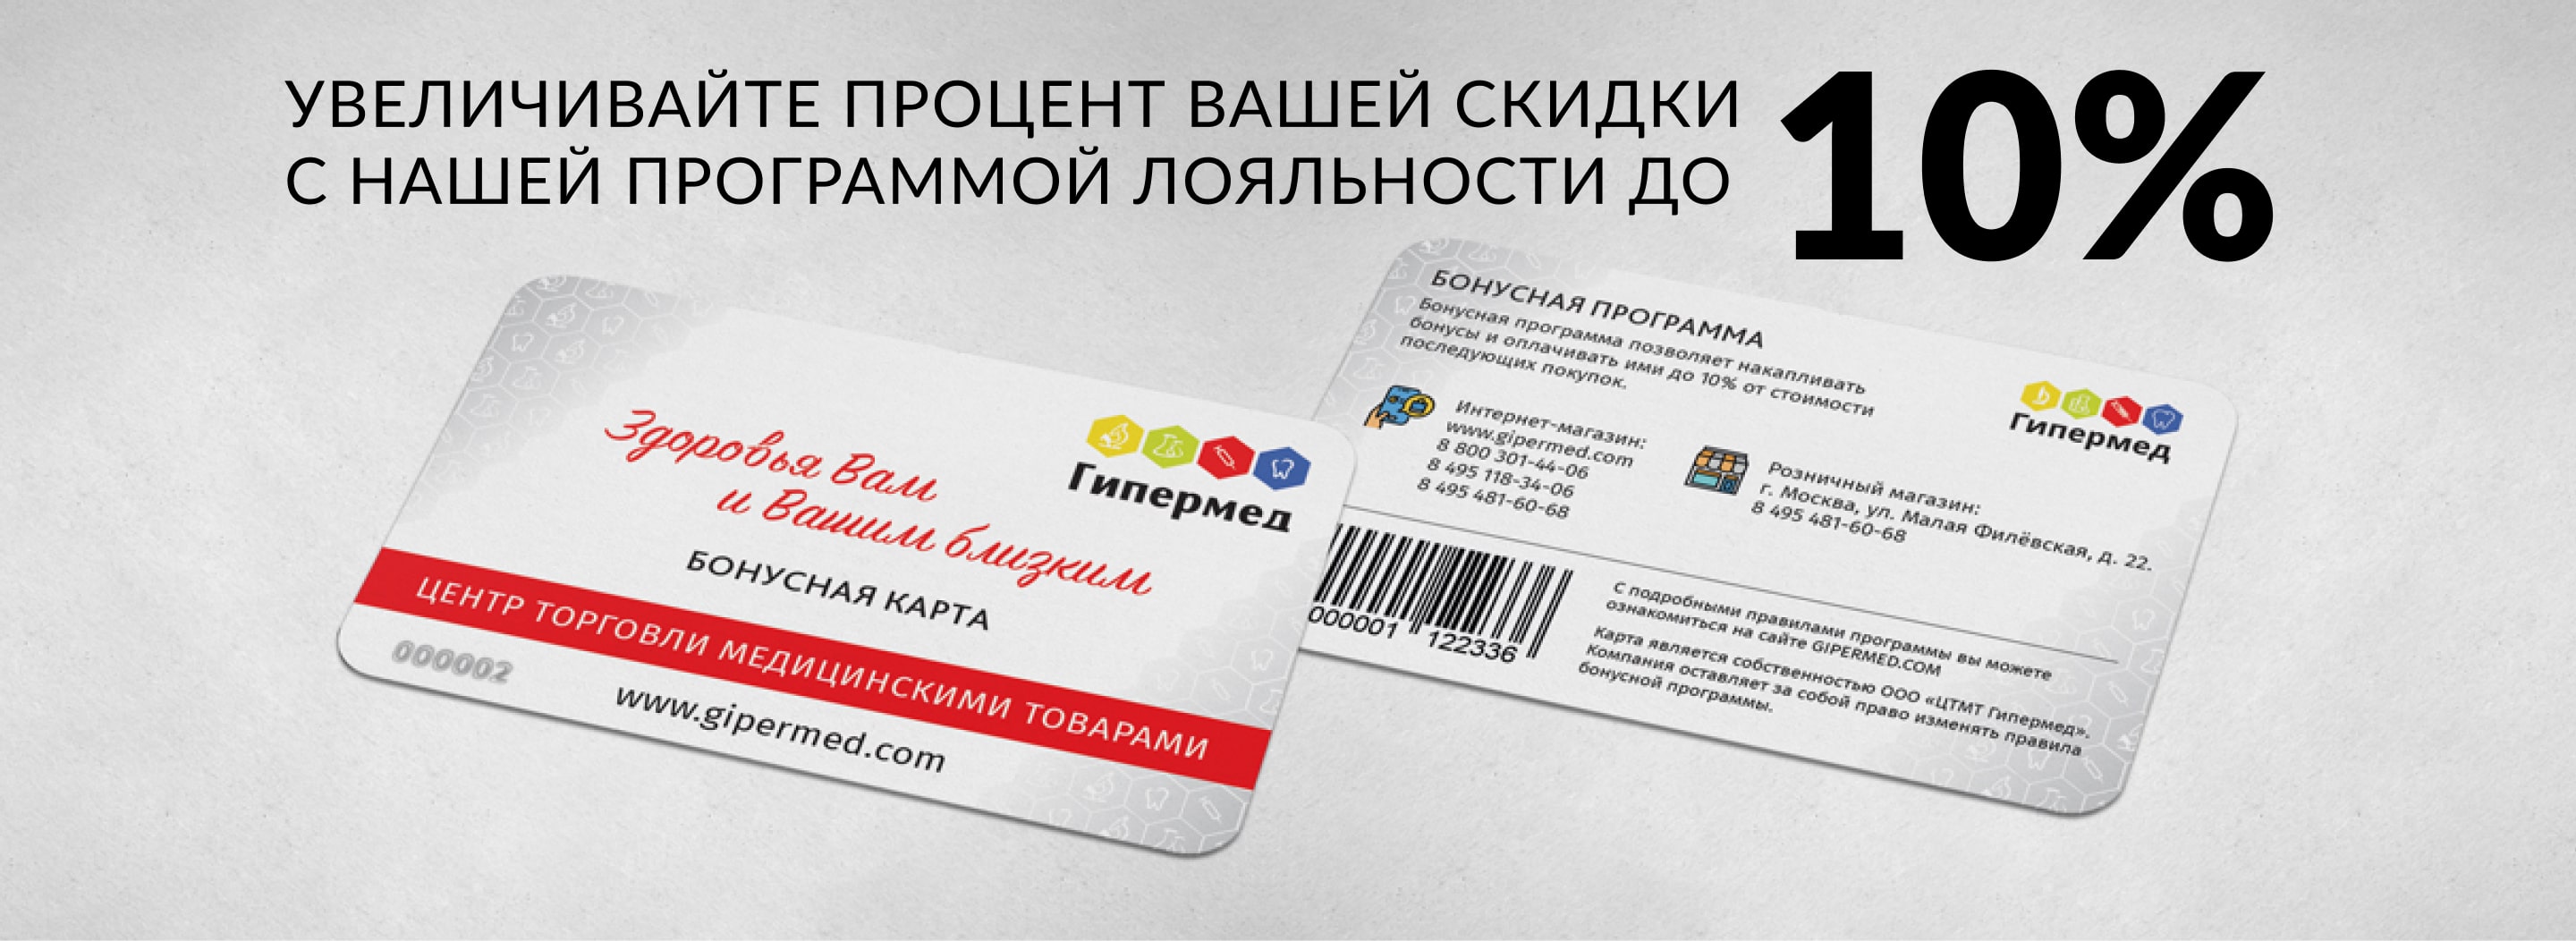 УВЕЛИЧИВАЙТЕ ПРОЦЕНТ ВАШЕЙ СКИДКИ
С НАШЕЙ ПРОГРАММОЙ ЛОЯЛЬНОСТИ ДО
10%
Здоровья Вам
и Вашим близким
Гипермед
БОНУСНАЯ КАРТА
ЦЕНТР ТОРГОВЛИ МЕДИЦИНСКИМИ ТОВАРАМИ
000002
www.gipermed.com
БОНУСНАЯ ПРОГРАММА
Бонусная программа позволяет накапливать
бонусы и оплачивать ими до 10% от стоимости
последующих покупок.
Гипермед
Интернет-магазин:
www.gipermed.com
8 800 301-44-06
8 495 118-34-06
8 495 481-60-68
Розничный магазин:
г. Москва, ул. Малая Филёвская, д. 22.
8 495 481-60-68
000001 122336
С подробными правилами программы вы можете
ознакомиться на сайте GIPERMED.COM
Карта является собственностью ООО «ЦТМТ Гипермед».
Компания оставляет за собой право изменять правила
бонусной программы.